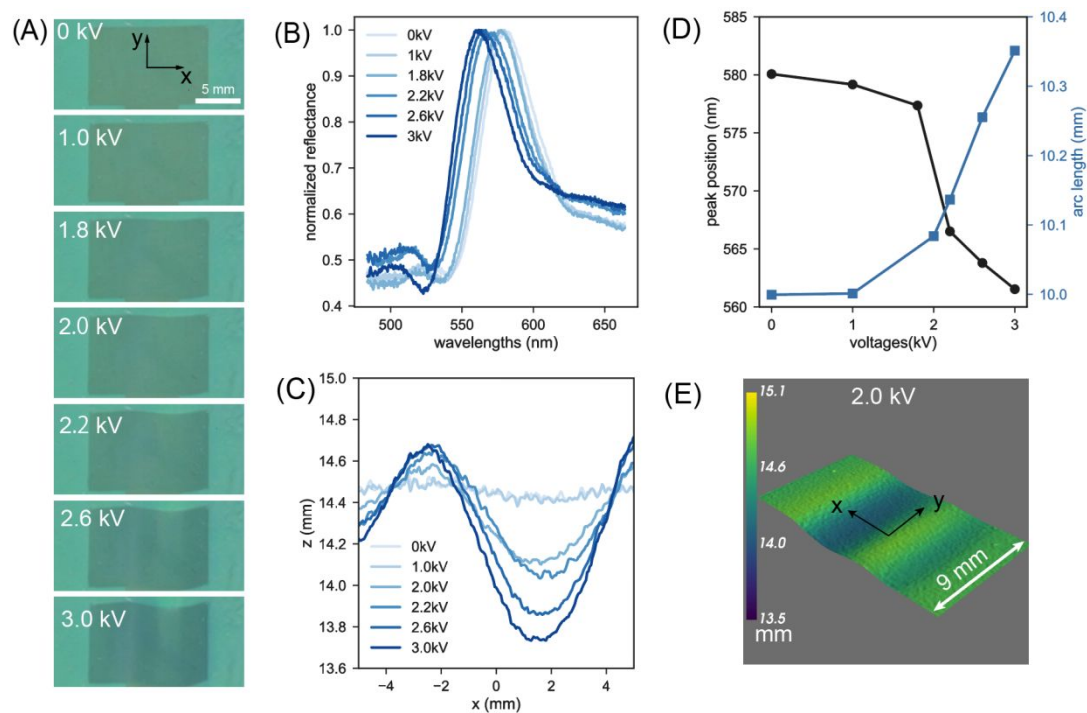 (A)
0 kV
y
x
5 mm
1.0 kV
1.8 kV
2.0 kV
2.2 kV
2.6 kV
3.0 kV
(B)
1.0
0.9
0.8
0.7
0.6
0.5
0.4
normalized reflectance
0kV
1kV
1.8kV
2.2kV
2.6kV
3kV
500 550 600 650
wavelengths (nm)
(C)
15.0
14.8
14.6
14.4
14.2
14.0
13.8
13.6
z (mm)
0kV
1.0kV
2.0kV
2.2kV
2.6kV
3.0kV
−4 −2 0 2 4
x (mm)
(D)
585
580
575
570
565
560
peak position (nm)
10.4
10.3
10.2
10.1
10.0
arc length (mm)
0 1 2 3
voltages(kV)
(E)
2.0 kV
15.1
14.6
14.0
13.5
mm
x
y
9 mm